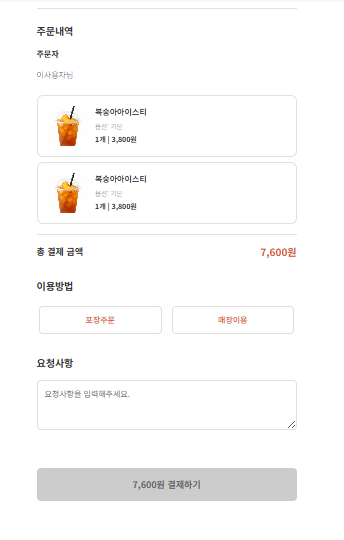 주문내역
주문자
이사용자님
복숭아아이스티
옵션: 기본
1개 | 3,800원
복숭아아이스티
옵션: 기본
1개 | 3,800원
총 결제 금액 7,600원
이용방법
포장주문 매장이용
요청사항
요청사항을 입력해주세요.
7,600원 결제하기